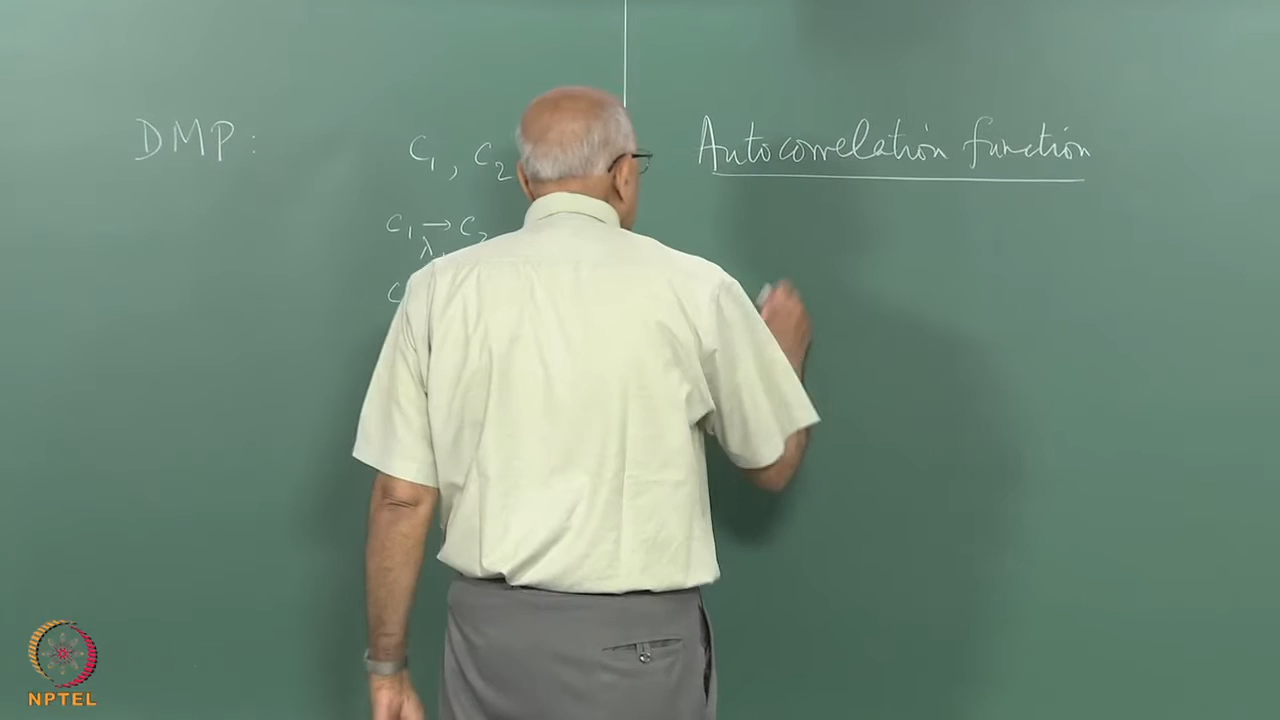 DMP:
C₁, C₂
Autocorrelation function
C₁ → C₂
λ
C
NPTEL